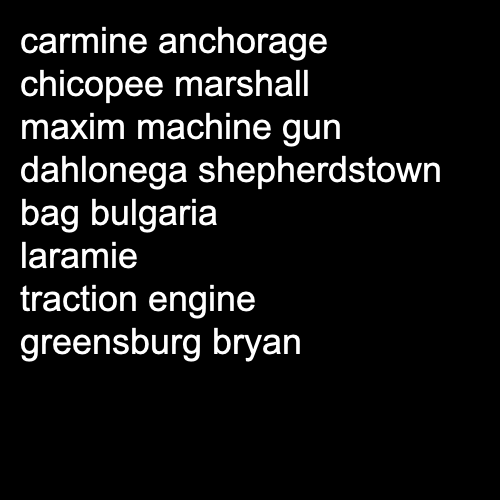 carmine anchorage
chicopee marshall
maxim machine gun
dahlonega shepherdstown
bag bulgaria
laramie
traction engine
greensburg bryan